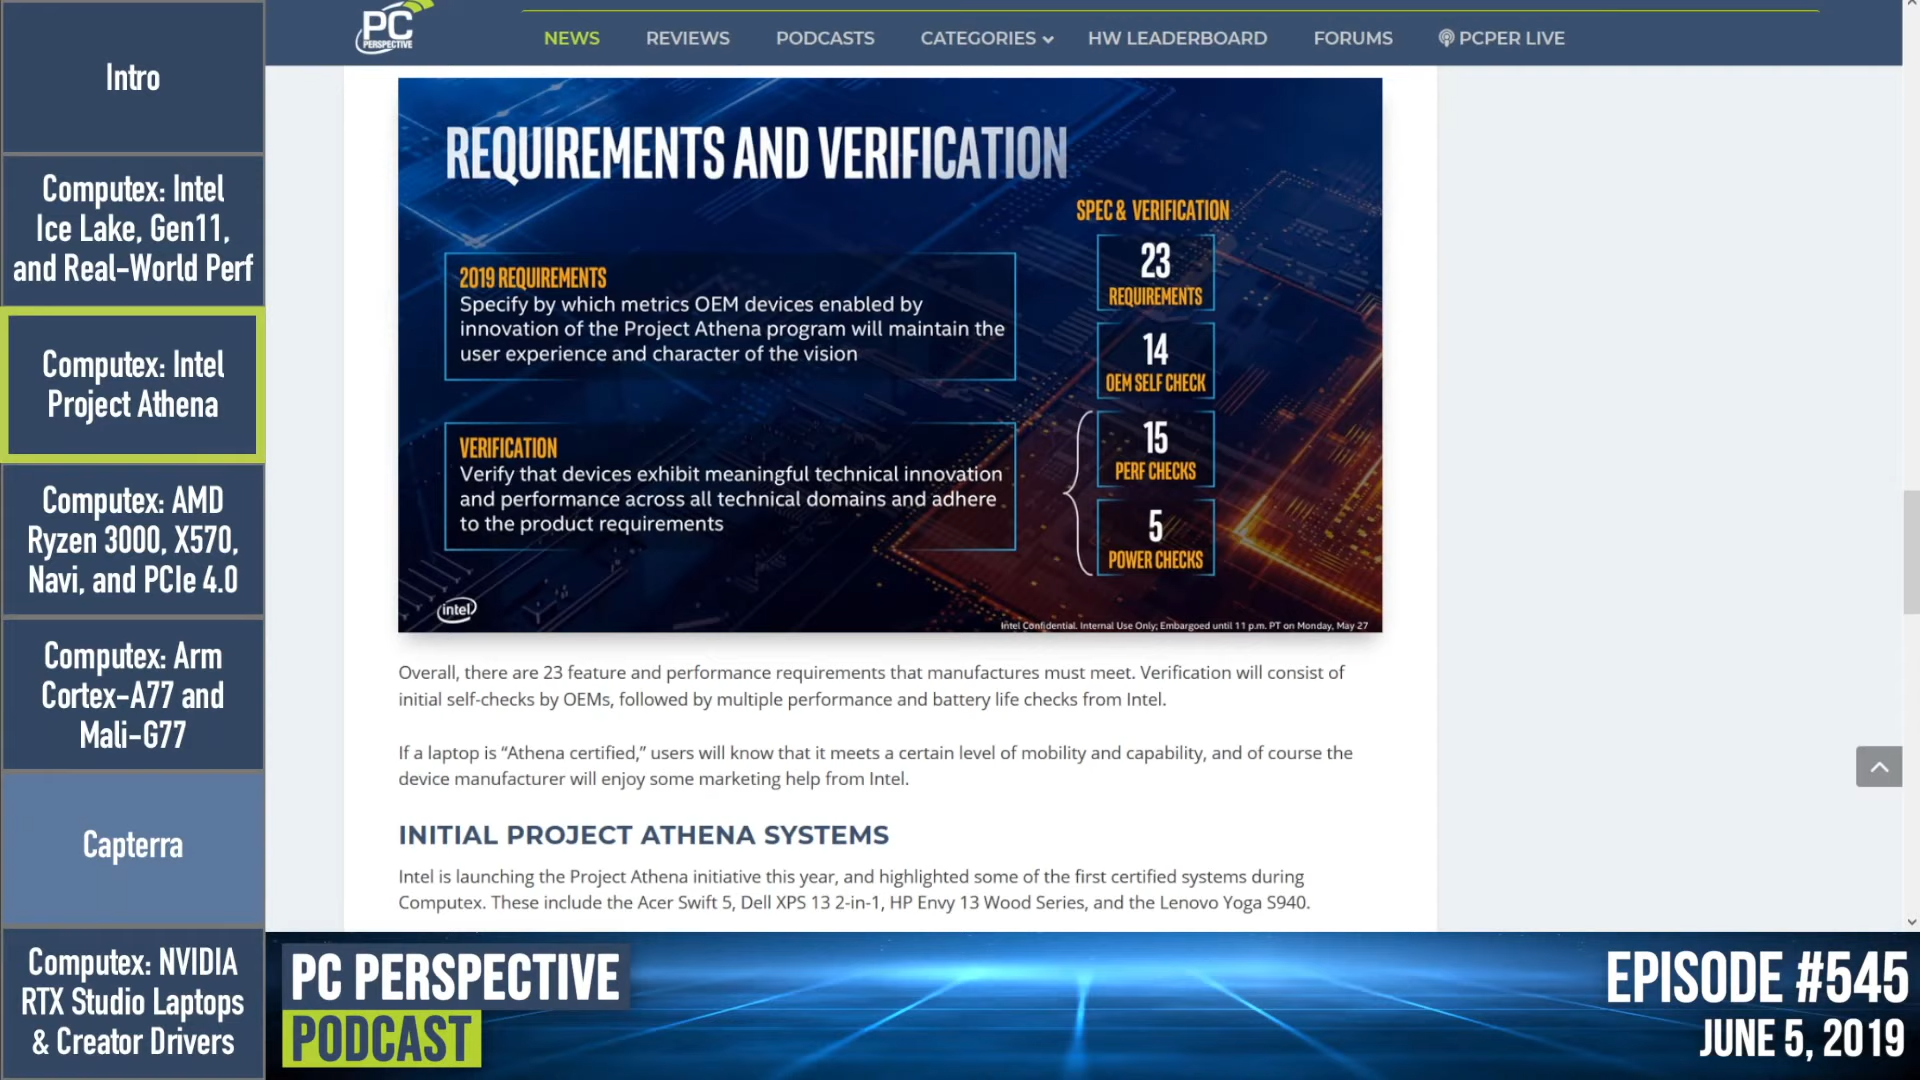 Intro
Computex: Intel
Ice Lake, Gen11,
and Real-World Perf
Computex: Intel
Project Athena
Computex: AMD
Ryzen 3000, X570,
Navi, and PCIe 4.0
Computex: Arm
Cortex-A77 and
Mali-G77
Capterra
Computex: NVIDIA
RTX Studio Laptops
& Creator Drivers
PC
PERSPECTIVE
NEWS
REVIEWS
PODCASTS
CATEGORIES
HW LEADERBOARD
FORUMS
PCPER LIVE
REQUIREMENTS AND VERIFICATION
2019 REQUIREMENTS
Specify by which metrics OEM devices enabled by
innovation of the Project Athena program will maintain the
user experience and character of the vision
VERIFICATION
Verify that devices exhibit meaningful technical innovation
and performance across all technical domains and adhere
to the product requirements
SPEC & VERIFICATION
23
REQUIREMENTS
14
OEM SELF CHECK
15
PERF CHECKS
5
POWER CHECKS
intel
Intel Confidential. Internal Use Only; Embargoed until 11 p.m. PT on Monday, May 27
Overall, there are 23 feature and performance requirements that manufactures must meet. Verification will consist of
initial self-checks by OEMs, followed by multiple performance and battery life checks from Intel.
If a laptop is “Athena certified,” users will know that it meets a certain level of mobility and capability, and of course the
device manufacturer will enjoy some marketing help from Intel.
INITIAL PROJECT ATHENA SYSTEMS
Intel is launching the Project Athena initiative this year, and highlighted some of the first certified systems during
Computex. These include the Acer Swift 5, Dell XPS 13 2-in-1, HP Envy 13 Wood Series, and the Lenovo Yoga S940.
PC PERSPECTIVE
PODCAST
EPISODE #545
JUNE 5, 2019